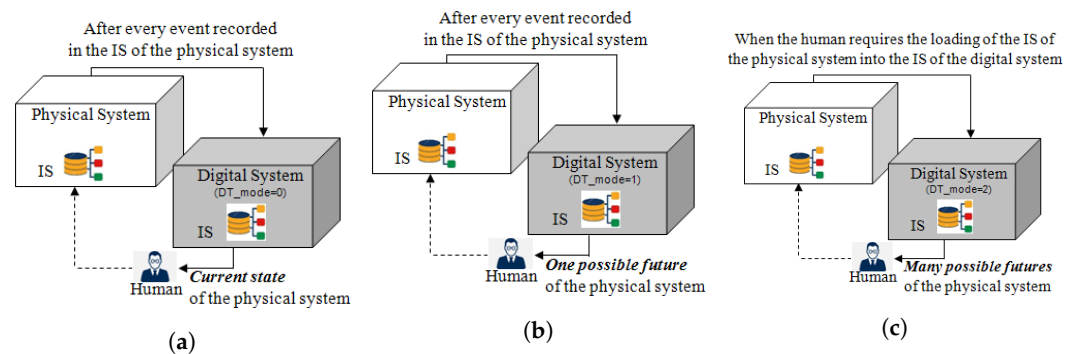 After every event recorded
in the IS of the physical system
Physical System
IS
Digital System
(DT_mode=0)
IS
Human
Current state
of the physical system
(a)
After every event recorded
in the IS of the physical system
Physical System
IS
Digital System
(DT_mode=1)
IS
Human
One possible future
of the physical system
(b)
When the human requires the loading of the IS of
the physical system into the IS of the digital system
Physical System
IS
Digital System
(DT_mode=2)
IS
Human
Many possible futures
of the physical system
(c)